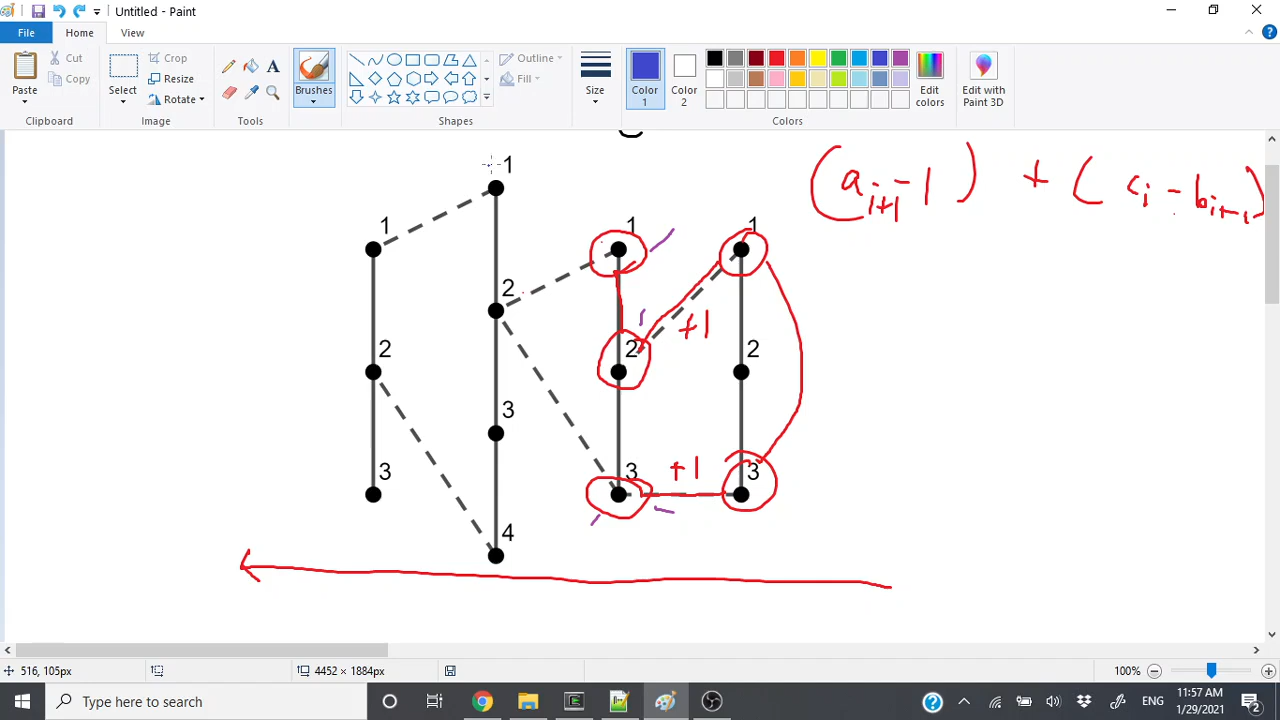 Untitled - Paint
File Home View
Paste
Cut
Copy
Clipboard
Select
Crop
Resize
Rotate
Image
A
Tools
Brushes
Outline
Fill
Shapes
Size
Color 1
Color 2
Edit colors
Colors
Edit with Paint 3D
1
1
1
1
(a i+1 - 1) + (c i - b i+1)
2
2
2
2
+1
3
3
3
3
+1
4
516, 105px
4452 × 1884px
100%
Type here to search
ENG
11:57 AM
1/29/2021
2